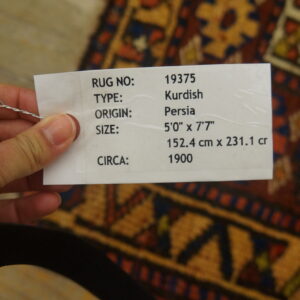 RUG NO: 19375
TYPE: Kurdish
ORIGIN: Persia
SIZE: 5'0" x 7'7"
152.4 cm x 231.1 cr
CIRCA: 1900